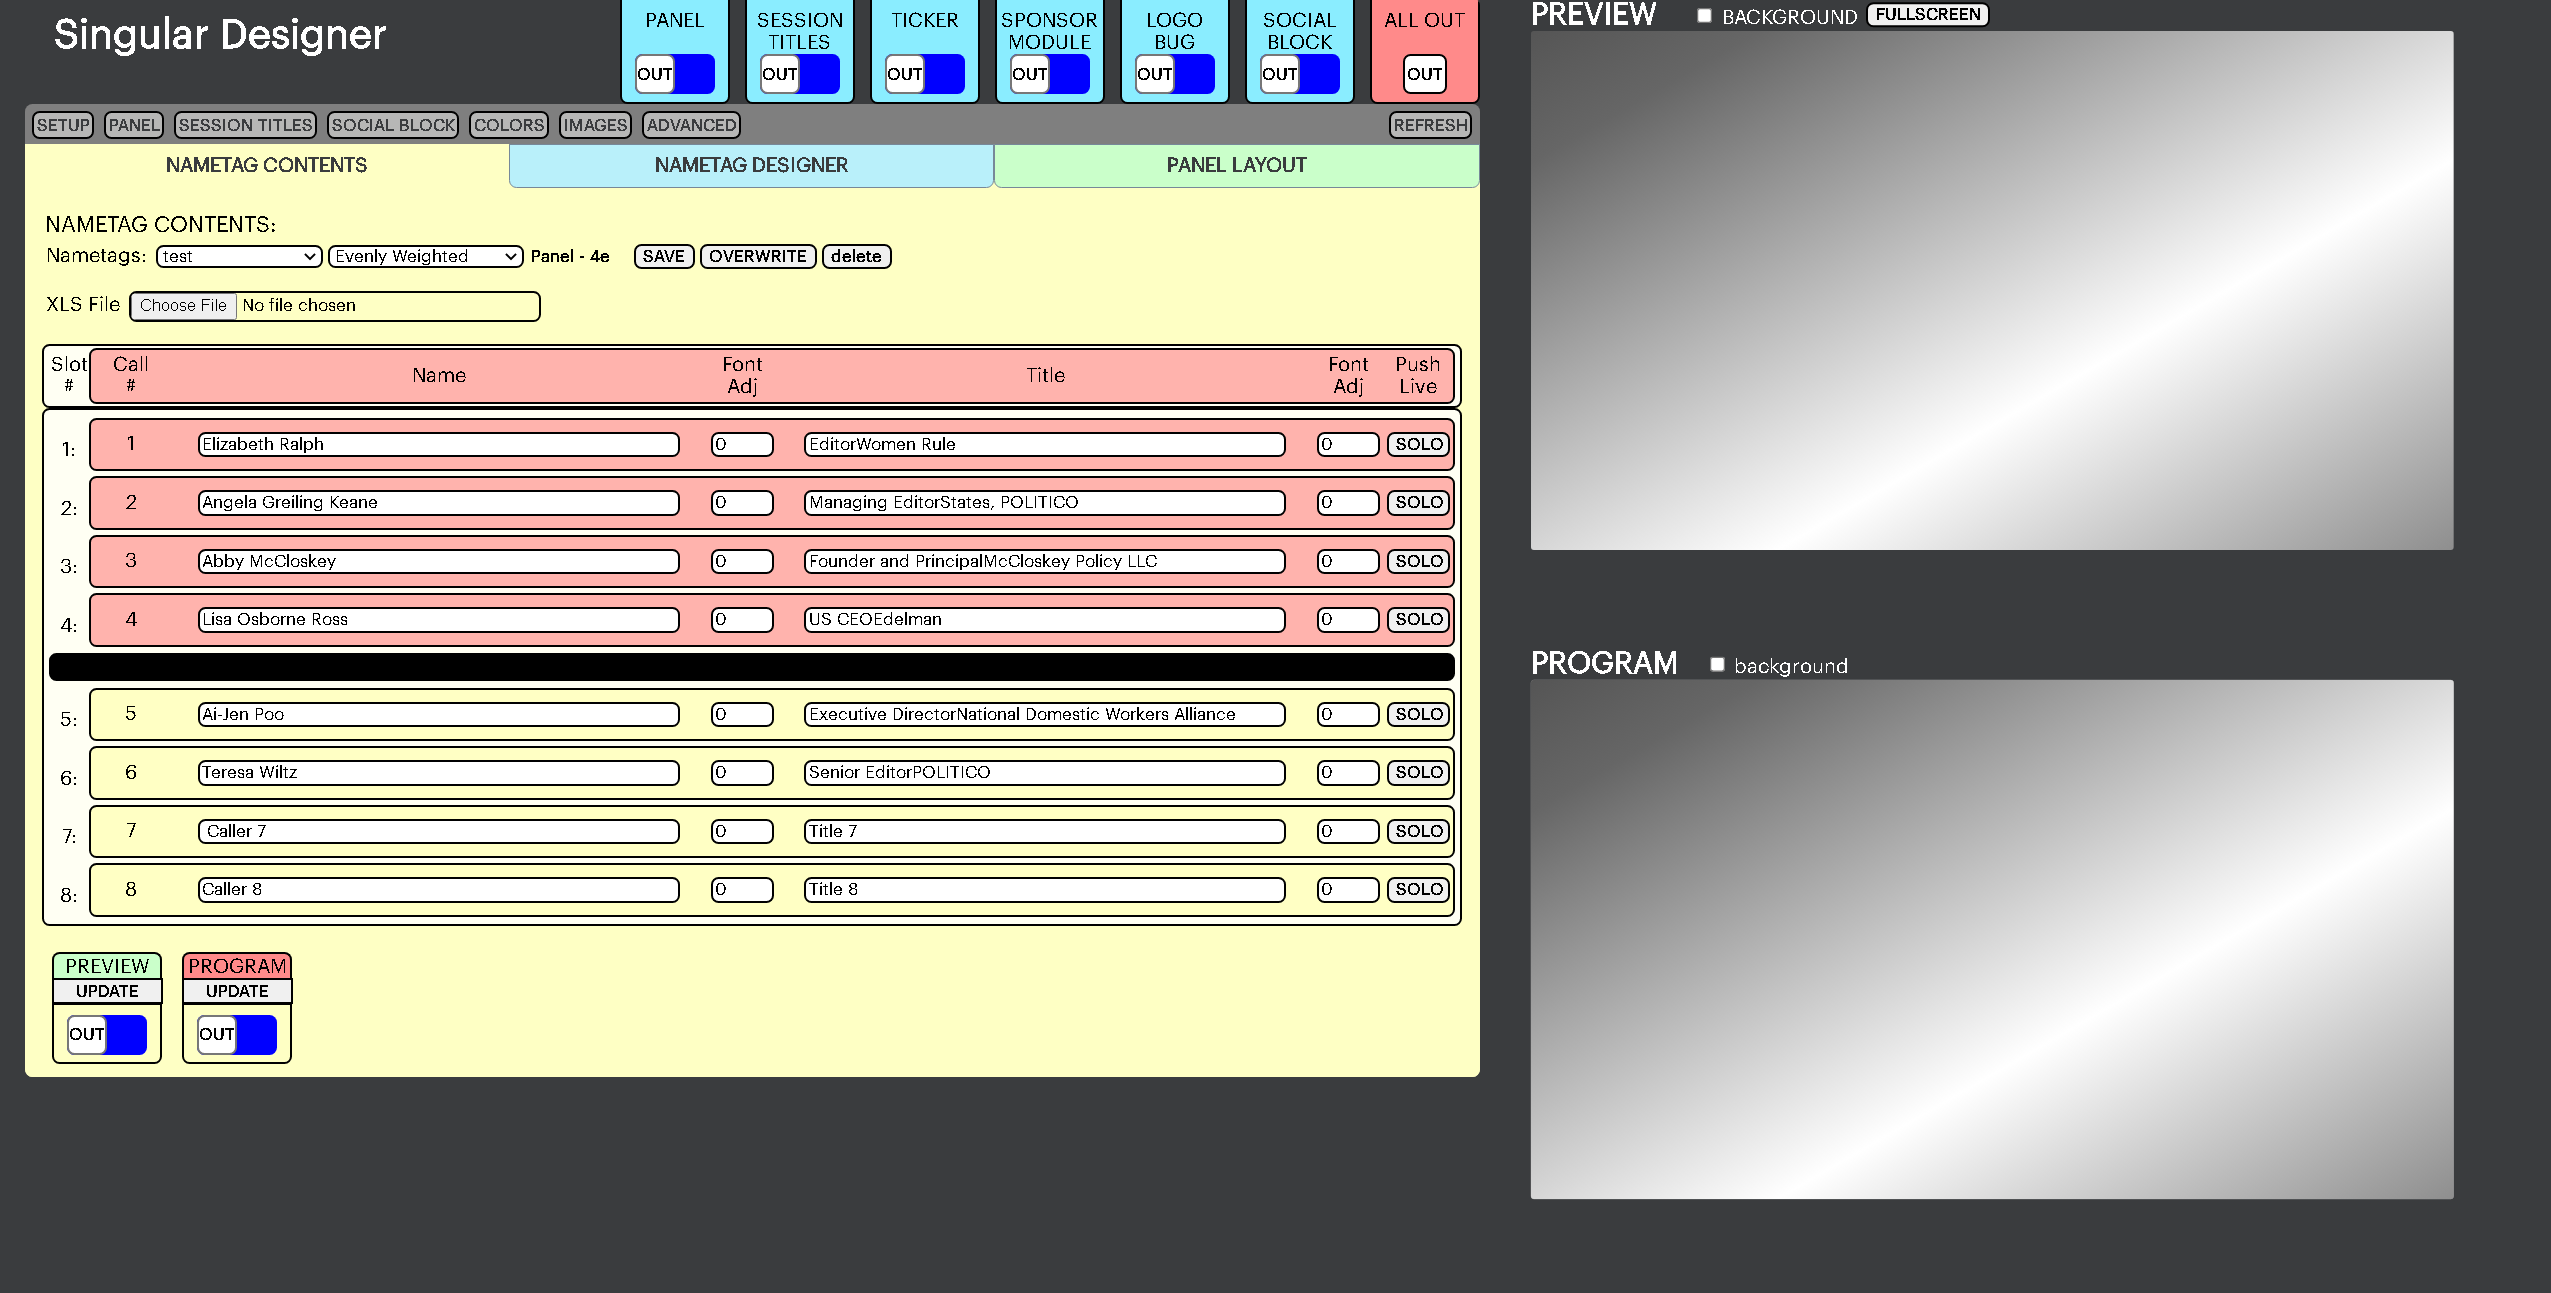 Singular Designer
PANEL
OUT
SESSION
TITLES
OUT
TICKER
OUT
SPONSOR
MODULE
OUT
LOGO
BUG
OUT
SOCIAL
BLOCK
OUT
ALL OUT
OUT
SETUP PANEL SESSION TITLES SOCIAL BLOCK COLORS IMAGES ADVANCED REFRESH
NAMETAG CONTENTS NAMETAG DESIGNER PANEL LAYOUT
NAMETAG CONTENTS:
Nametags: test Evenly Weighted Panel - 4e SAVE OVERWRITE delete
XLS File Choose File No file chosen
Slot
#
Call
#
Name
Font
Adj
Title
Font
Adj
Push
Live
1: 1 Elizabeth Ralph 0 EditorWomen Rule 0 SOLO
2: 2 Angela Greiling Keane 0 Managing EditorStates, POLITICO 0 SOLO
3: 3 Abby McCloskey 0 Founder and PrincipalMcCloskey Policy LLC 0 SOLO
4: 4 Lisa Osborne Ross 0 US CEOEdelman 0 SOLO
5: 5 Ai-Jen Poo 0 Executive DirectorNational Domestic Workers Alliance 0 SOLO
6: 6 Teresa Wiltz 0 Senior EditorPOLITICO 0 SOLO
7: 7 Caller 7 0 Title 7 0 SOLO
8: 8 Caller 8 0 Title 8 0 SOLO
PREVIEW
UPDATE
OUT
PROGRAM
UPDATE
OUT
PREVIEW BACKGROUND FULLSCREEN
PROGRAM background